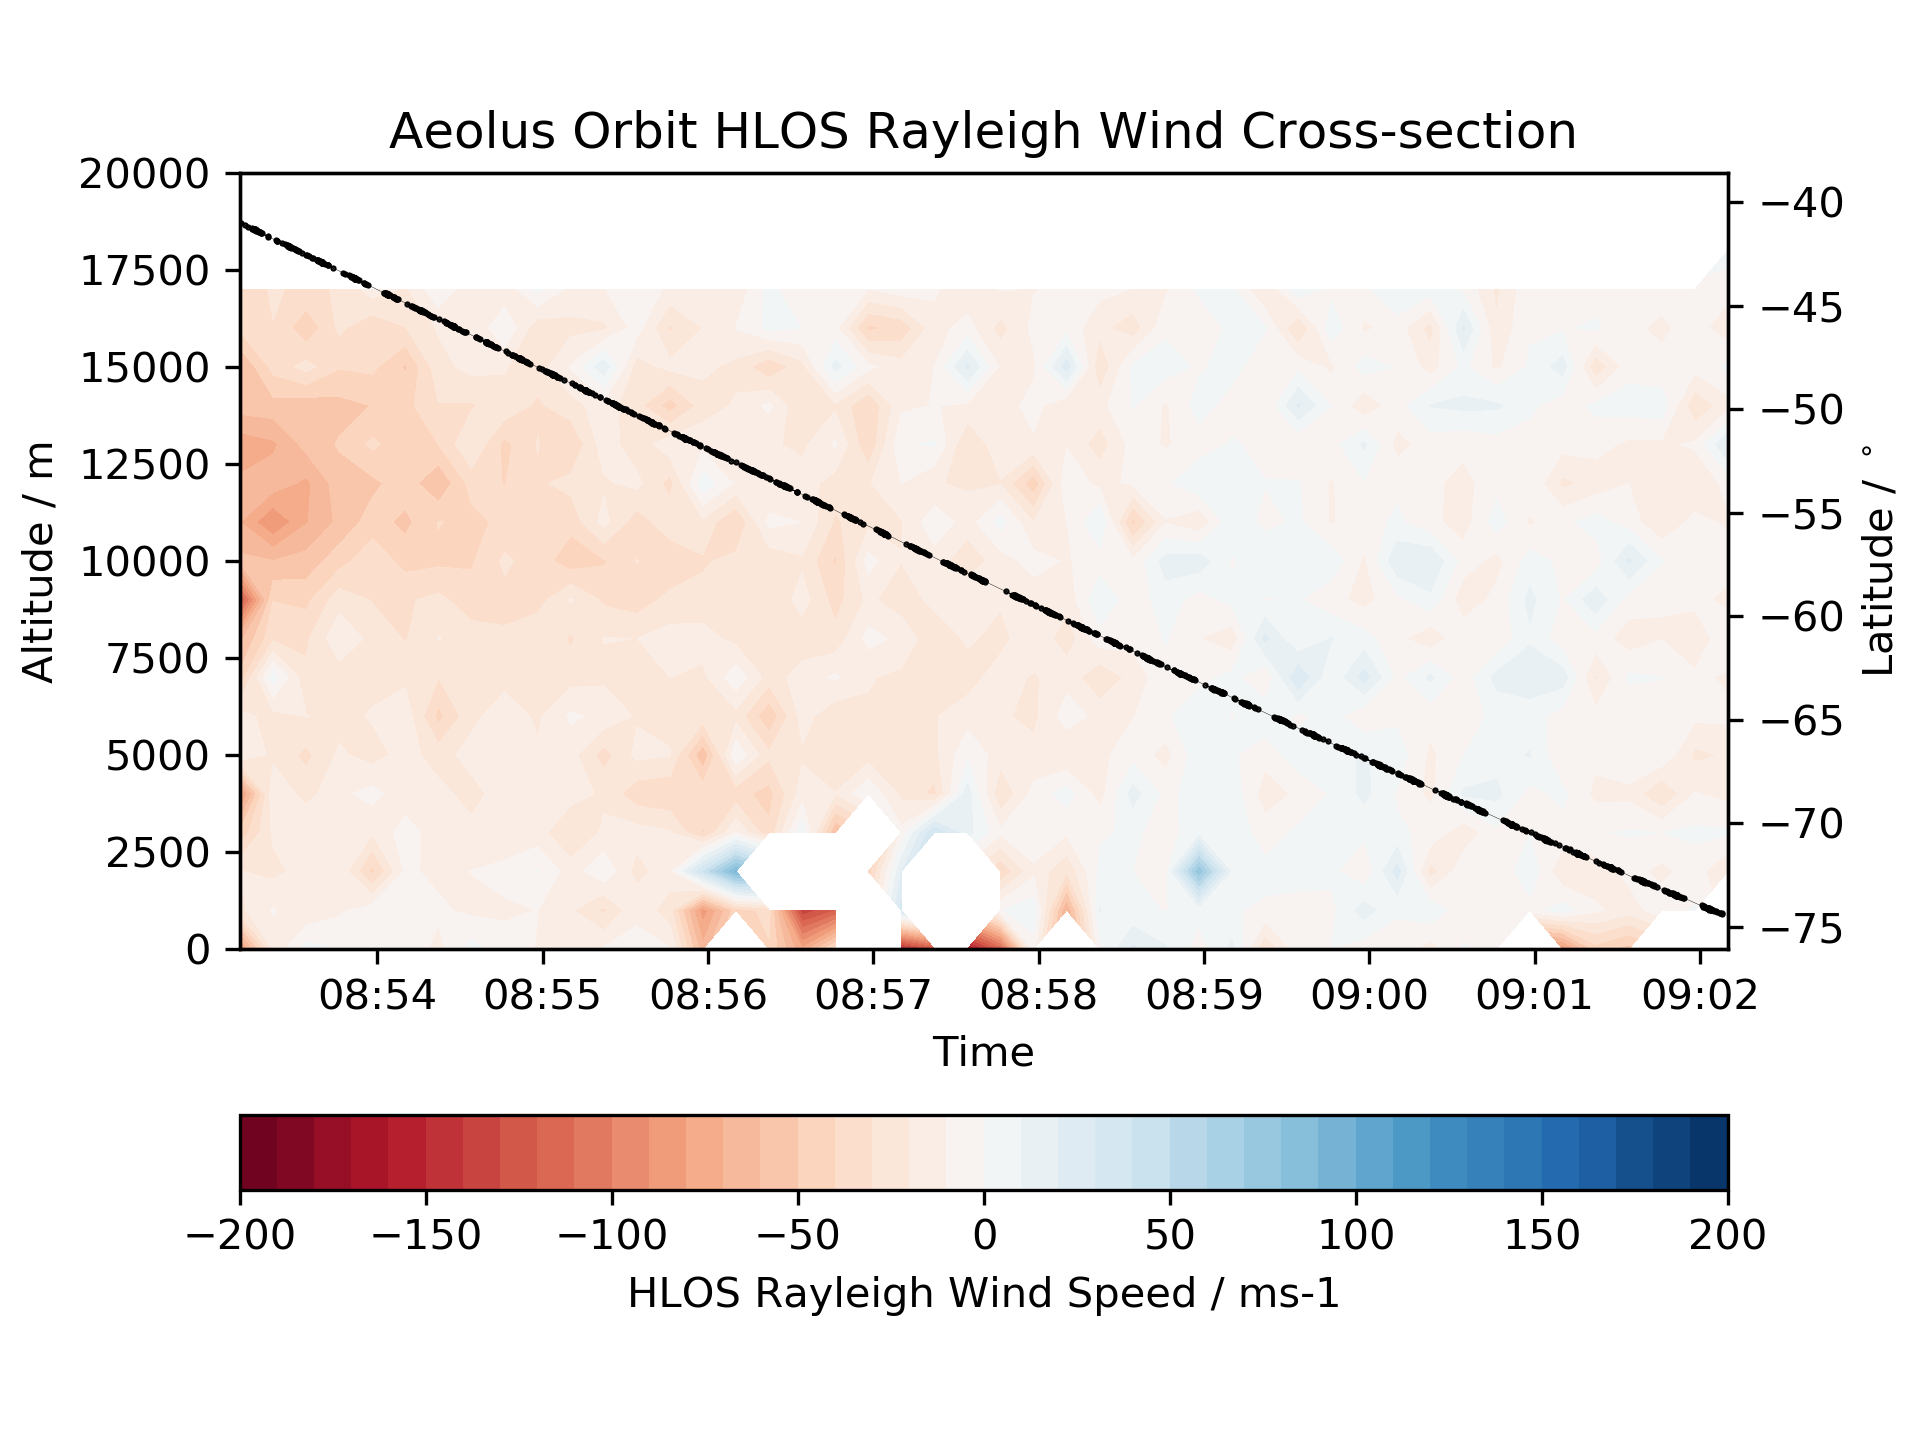 Aeolus Orbit HLOS Rayleigh Wind Cross-section
20000
17500
15000
12500
10000
7500
5000
2500
0
Altitude / m
−40
−45
−50
−55
−60
−65
−70
−75
Latitude / °
08:54 08:55 08:56 08:57 08:58 08:59 09:00 09:01 09:02
Time
−200 −150 −100 −50 0 50 100 150 200
HLOS Rayleigh Wind Speed / ms-1